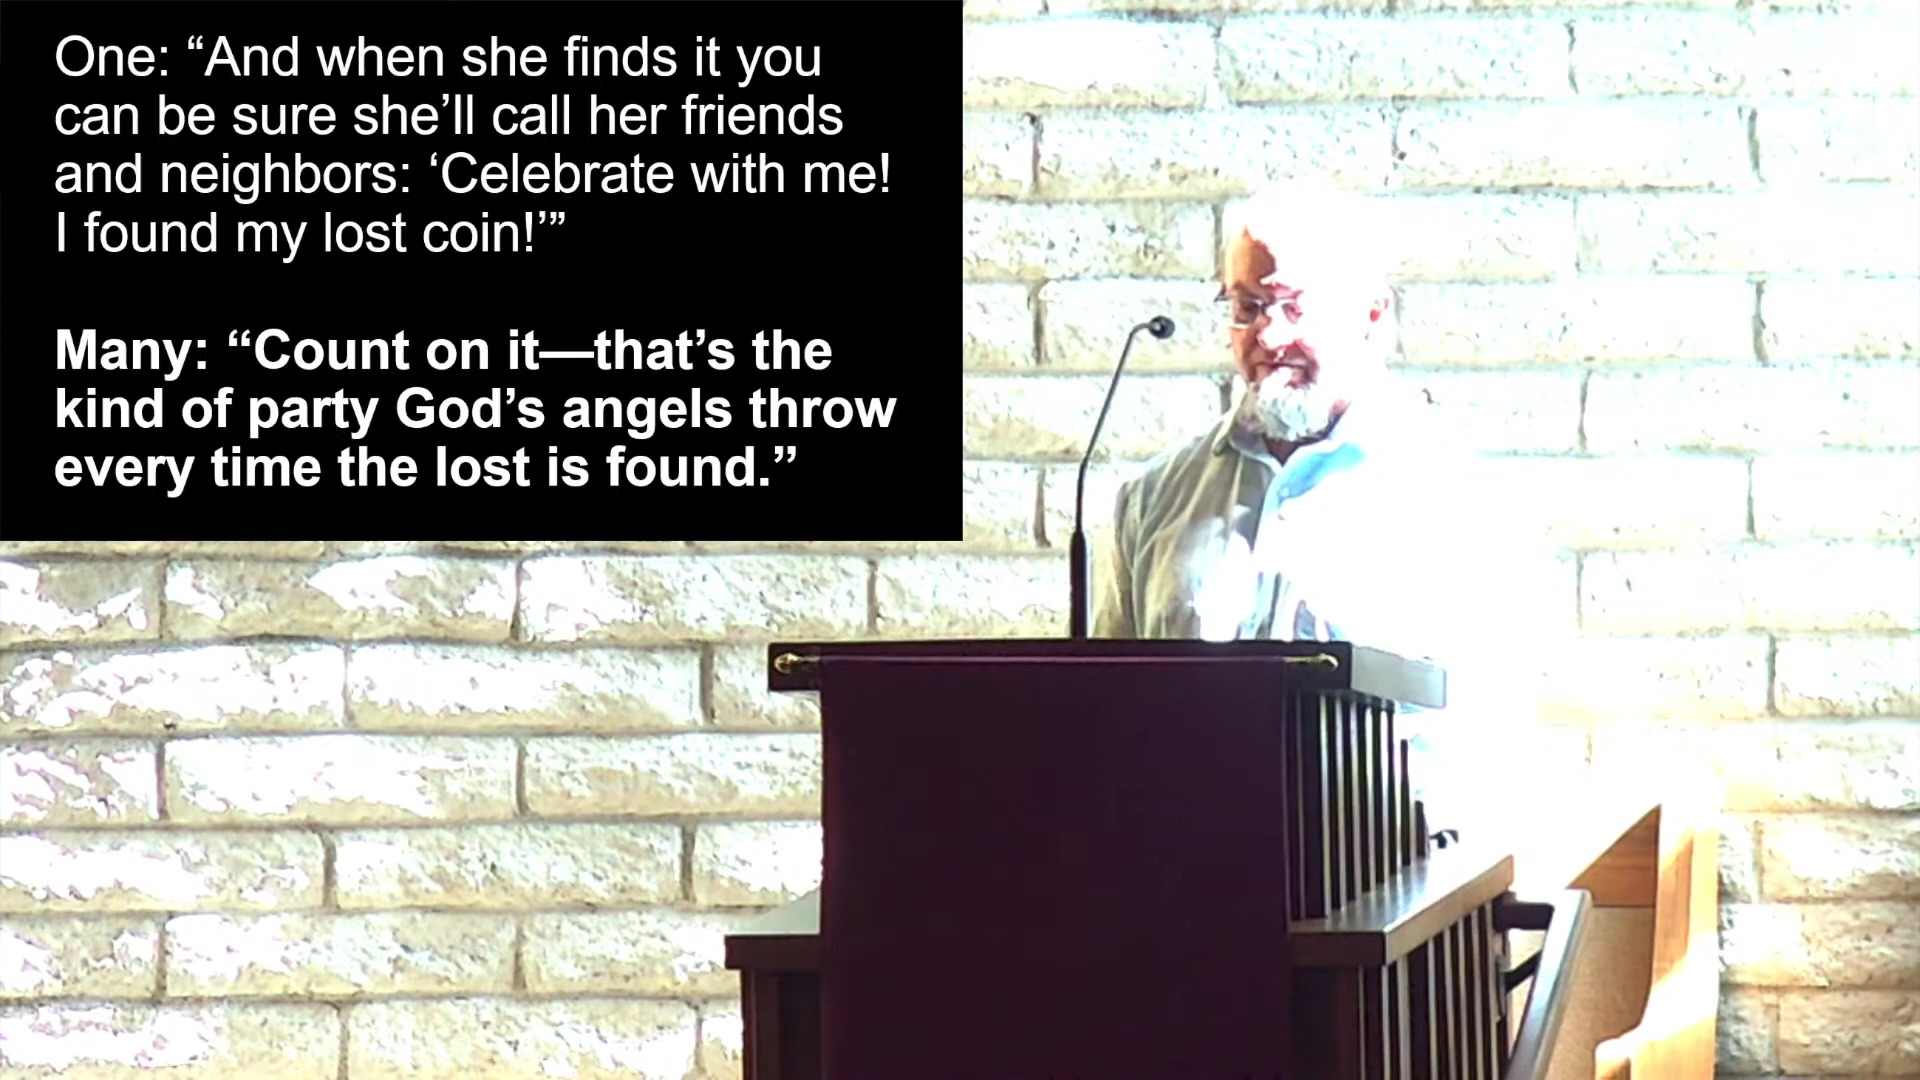 One: “And when she finds it you
can be sure she’ll call her friends
and neighbors: ‘Celebrate with me!
I found my lost coin!’”
Many: “Count on it—that’s the
kind of party God’s angels throw
every time the lost is found.”